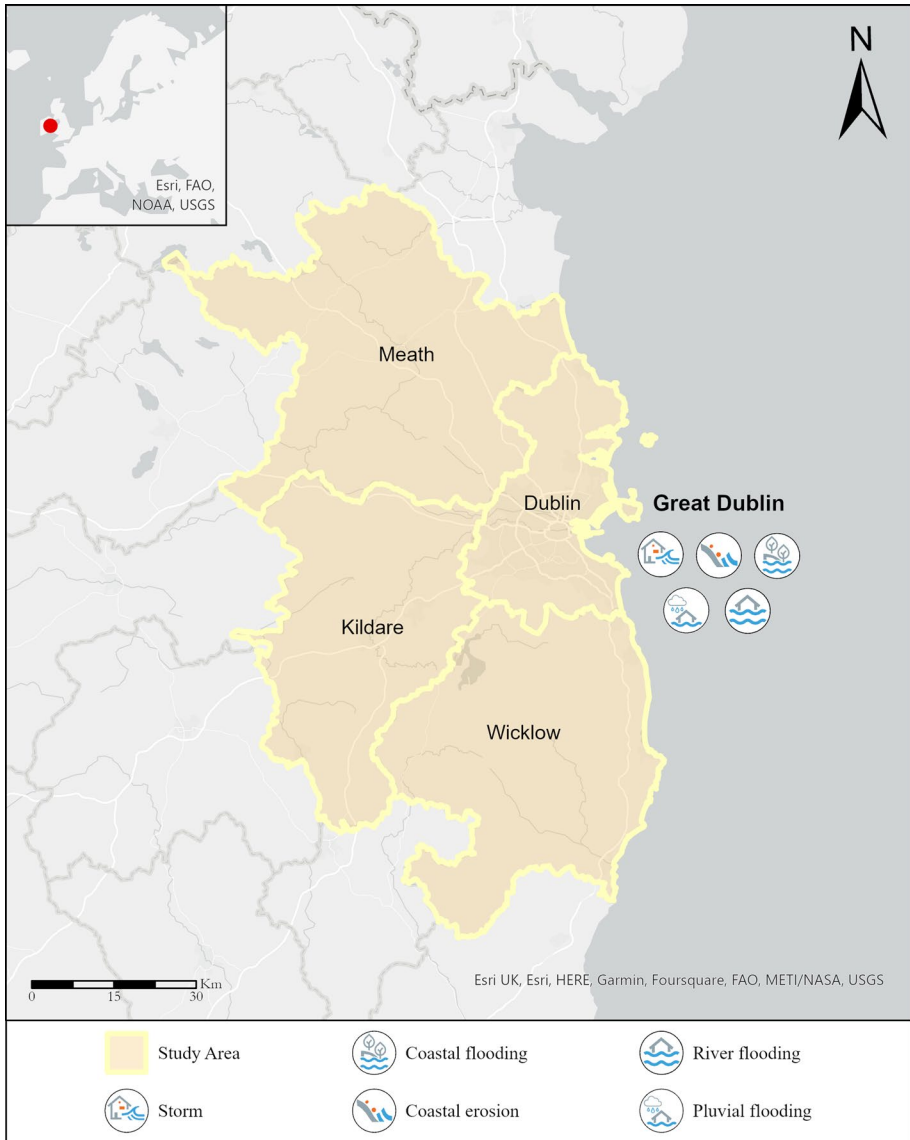 Esri, FAO,
NOAA, USGS
N
Meath
Dublin
Great Dublin
Kildare
Wicklow
Km
0 15 30
Esri UK, Esri, HERE, Garmin, Foursquare, FAO, METI/NASA, USGS
Study Area
Coastal flooding
River flooding
Storm
Coastal erosion
Pluvial flooding